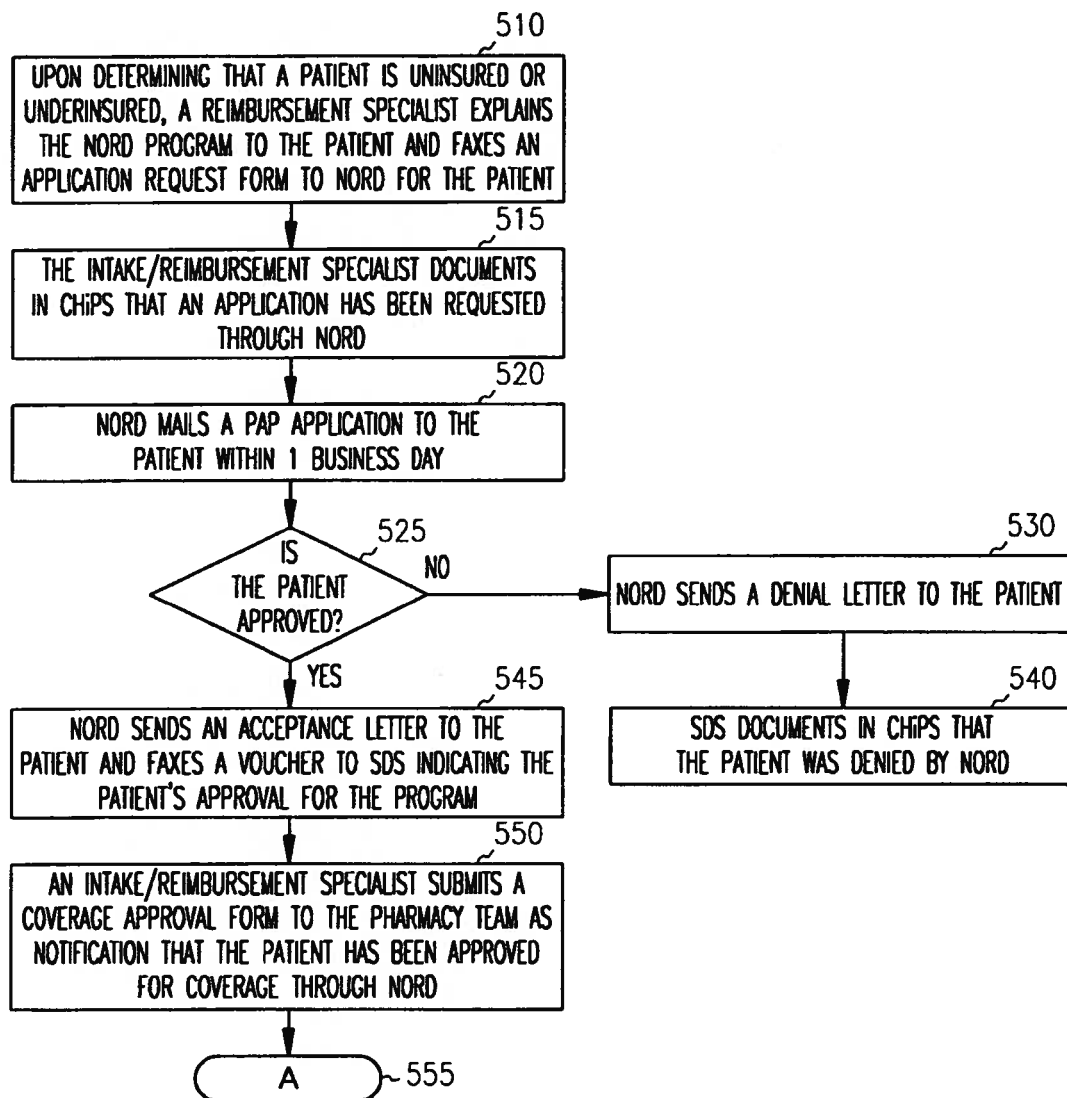 510
UPON DETERMINING THAT A PATIENT IS UNINSURED OR
UNDERINSURED, A REIMBURSEMENT SPECIALIST EXPLAINS
THE NORD PROGRAM TO THE PATIENT AND FAXES AN
APPLICATION REQUEST FORM TO NORD FOR THE PATIENT
515
THE INTAKE/REIMBURSEMENT SPECIALIST DOCUMENTS
IN CHiPS THAT AN APPLICATION HAS BEEN REQUESTED
THROUGH NORD
520
NORD MAILS A PAP APPLICATION TO THE
PATIENT WITHIN 1 BUSINESS DAY
525
IS
THE PATIENT
APPROVED?
NO
530
NORD SENDS A DENIAL LETTER TO THE PATIENT
540
SDS DOCUMENTS IN CHiPS THAT
THE PATIENT WAS DENIED BY NORD
YES
545
NORD SENDS AN ACCEPTANCE LETTER TO THE
PATIENT AND FAXES A VOUCHER TO SDS INDICATING THE
PATIENT'S APPROVAL FOR THE PROGRAM
550
AN INTAKE/REIMBURSEMENT SPECIALIST SUBMITS A
COVERAGE APPROVAL FORM TO THE PHARMACY TEAM AS
NOTIFICATION THAT THE PATIENT HAS BEEN APPROVED
FOR COVERAGE THROUGH NORD
A
555